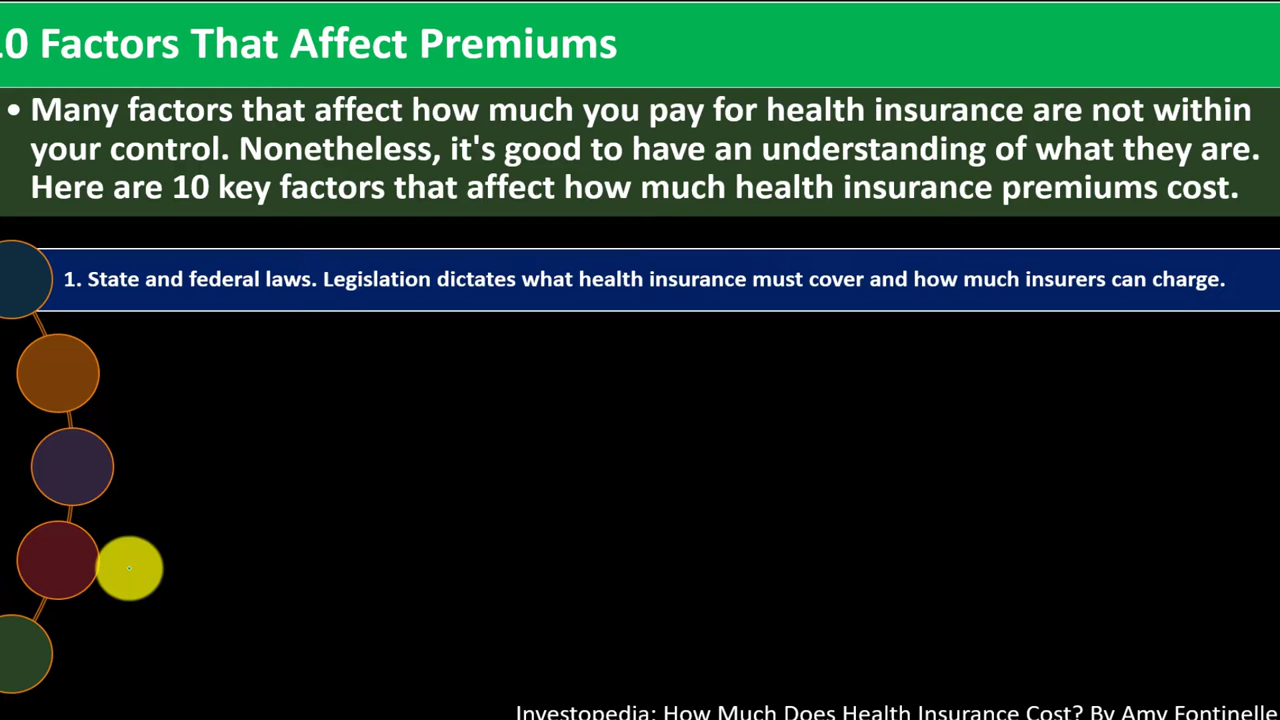 .0 Factors That Affect Premiums
• Many factors that affect how much you pay for health insurance are not within
your control. Nonetheless, it's good to have an understanding of what they are.
Here are 10 key factors that affect how much health insurance premiums cost.
1. State and federal laws. Legislation dictates what health insurance must cover and how much insurers can charge.
Investopedia: How Much Does Health Insurance Cost? By Amy Fontinelle